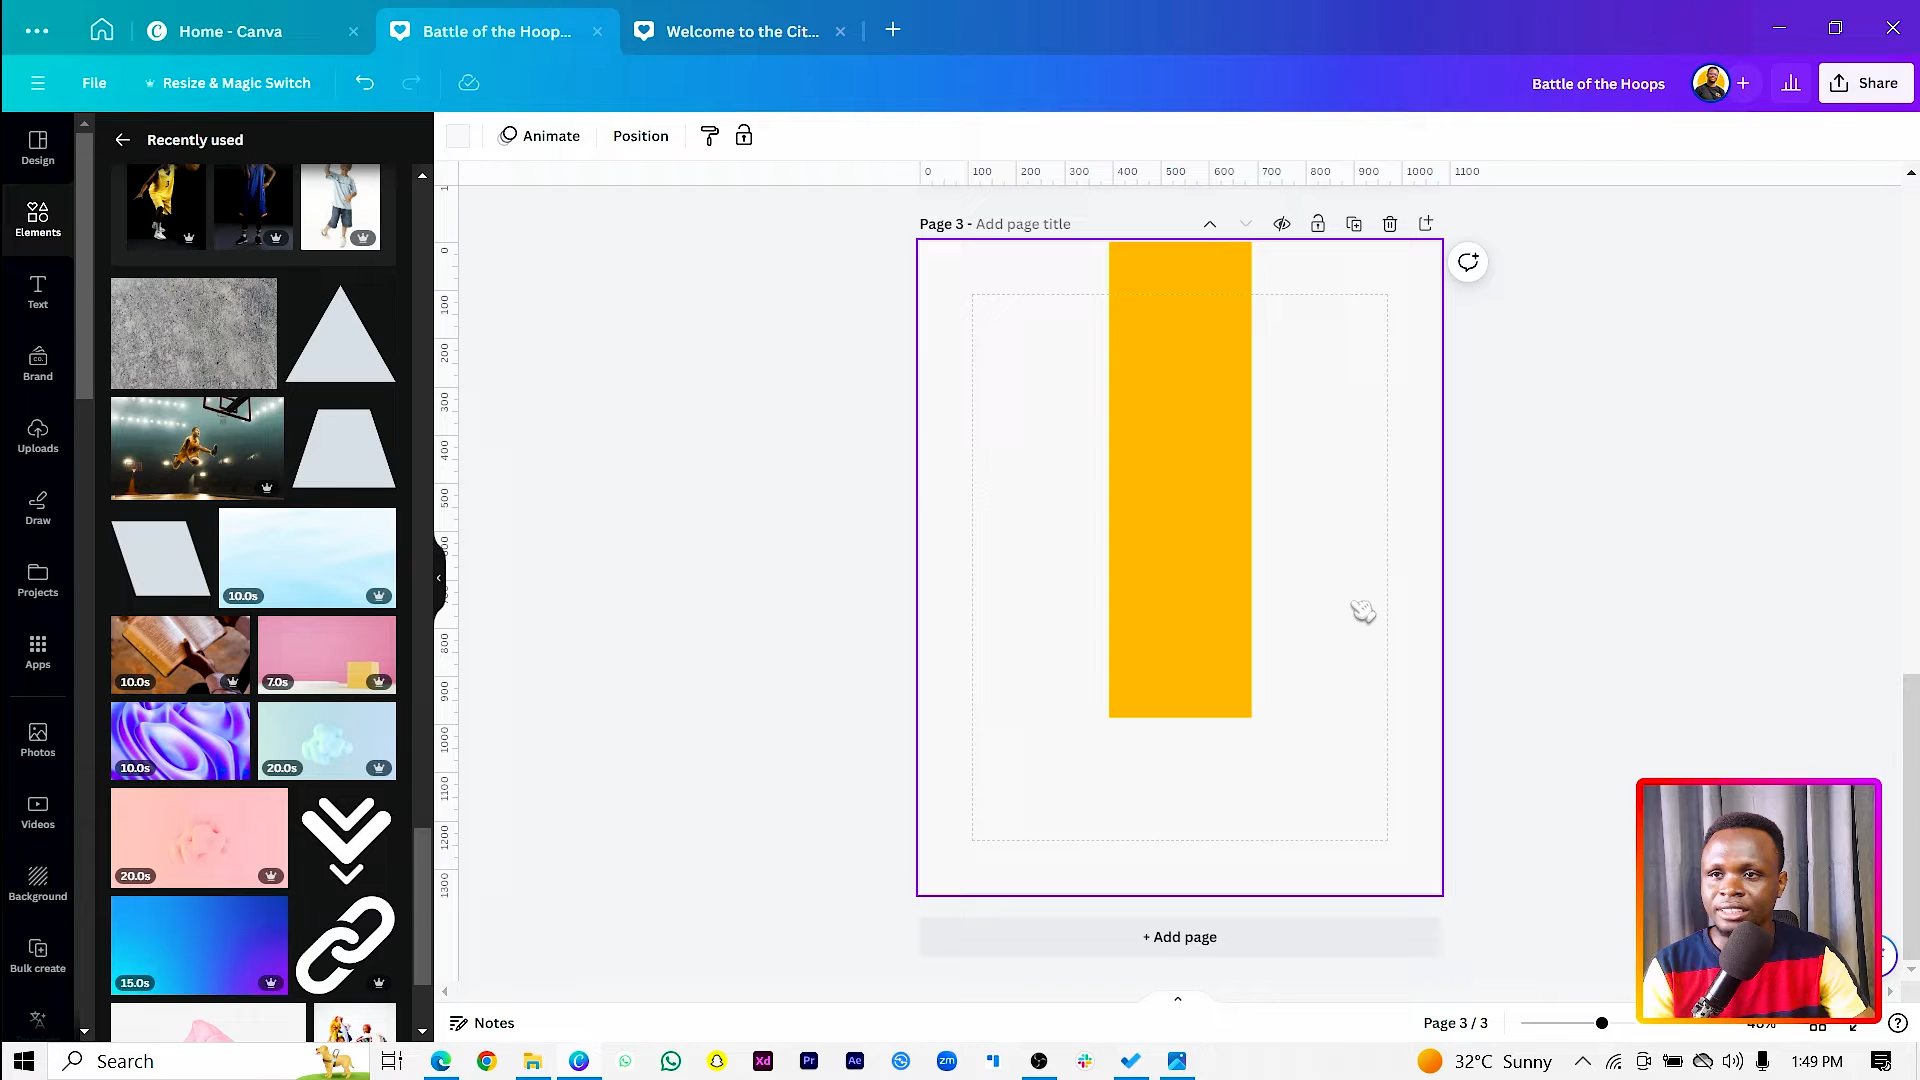 Home - Canva
Battle of the Hoop...
Welcome to the Cit...
File
Resize & Magic Switch
Battle of the Hoops
Share
Design
Elements
Text
Brand
Uploads
Draw
Projects
Apps
Photos
Videos
Background
Bulk create
Recently used
10.0s
10.0s
7.0s
10.0s
20.0s
20.0s
15.0s
Animate
Position
0 100 200 300 400 500 600 700 800 900 1000 1100
0
100
200
300
400
500
800
900
1000
1100
1200
1300
Page 3 - Add page title
+ Add page
Notes
Page 3 / 3
Search
Xd
Pr
Ae
zm
32°C Sunny
1:49 PM